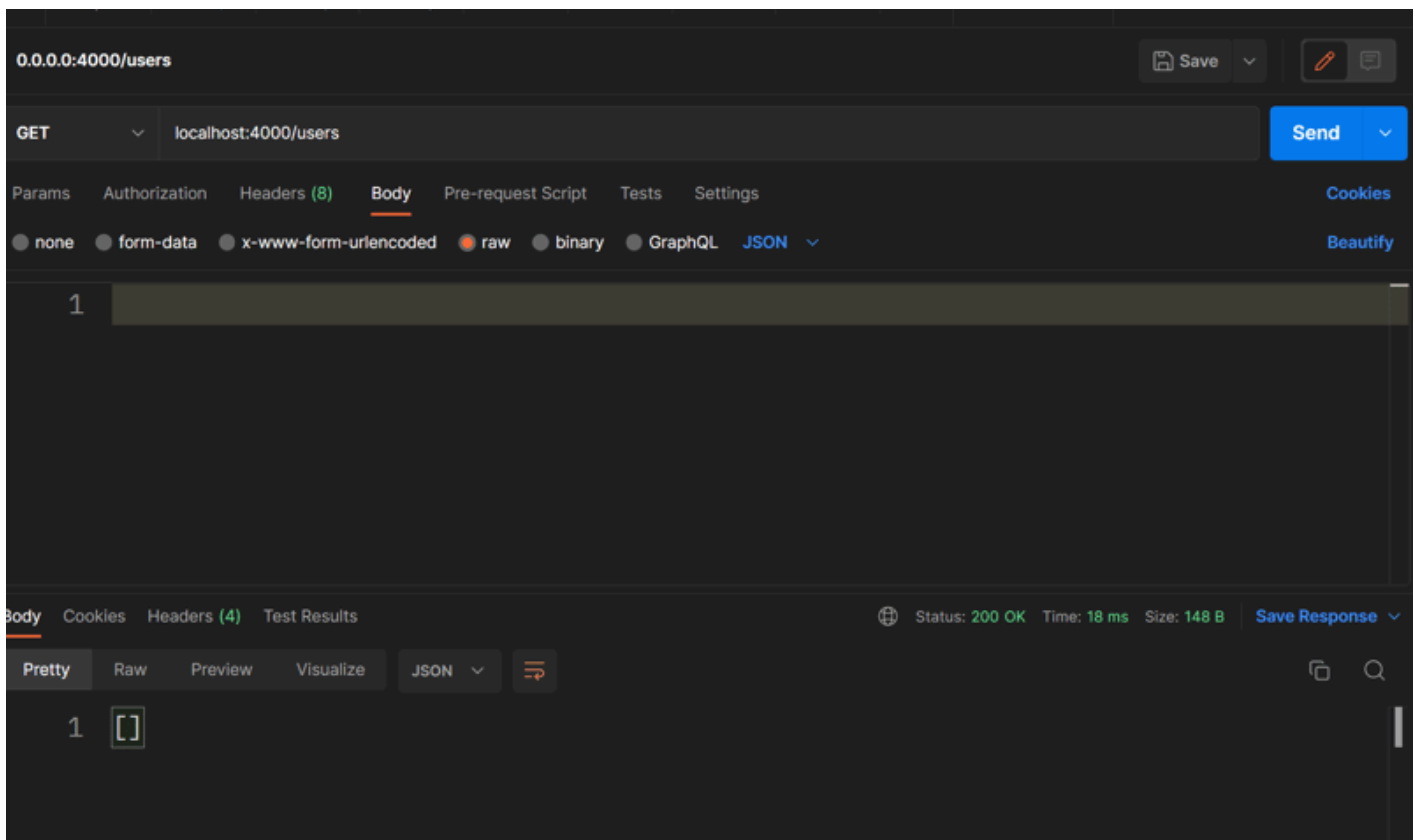 0.0.0.0:4000/users Save
GET localhost:4000/users Send
Params Authorization Headers (8) Body Pre-request Script Tests Settings Cookies
none form-data x-www-form-urlencoded raw binary GraphQL JSON Beautify
1
Body Cookies Headers (4) Test Results Status: 200 OK Time: 18 ms Size: 148 B Save Response
Pretty Raw Preview Visualize JSON
1 []